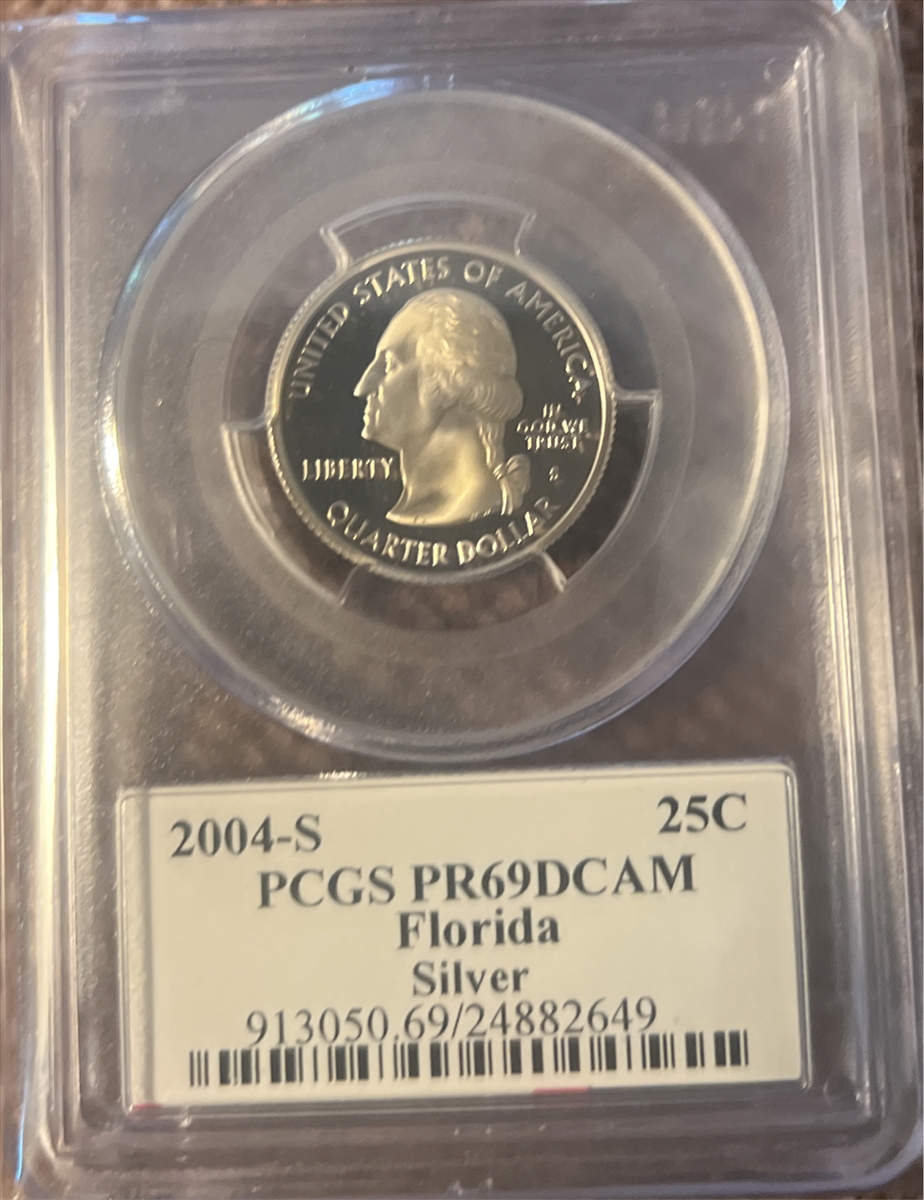 UNITED STATES OF AMERICA
LIBERTY
IN
GOD WE
TRUST
S
QUARTER DOLLAR
2004-S 25C
PCGS PR69DCAM
Florida
Silver
913050.69/24882649